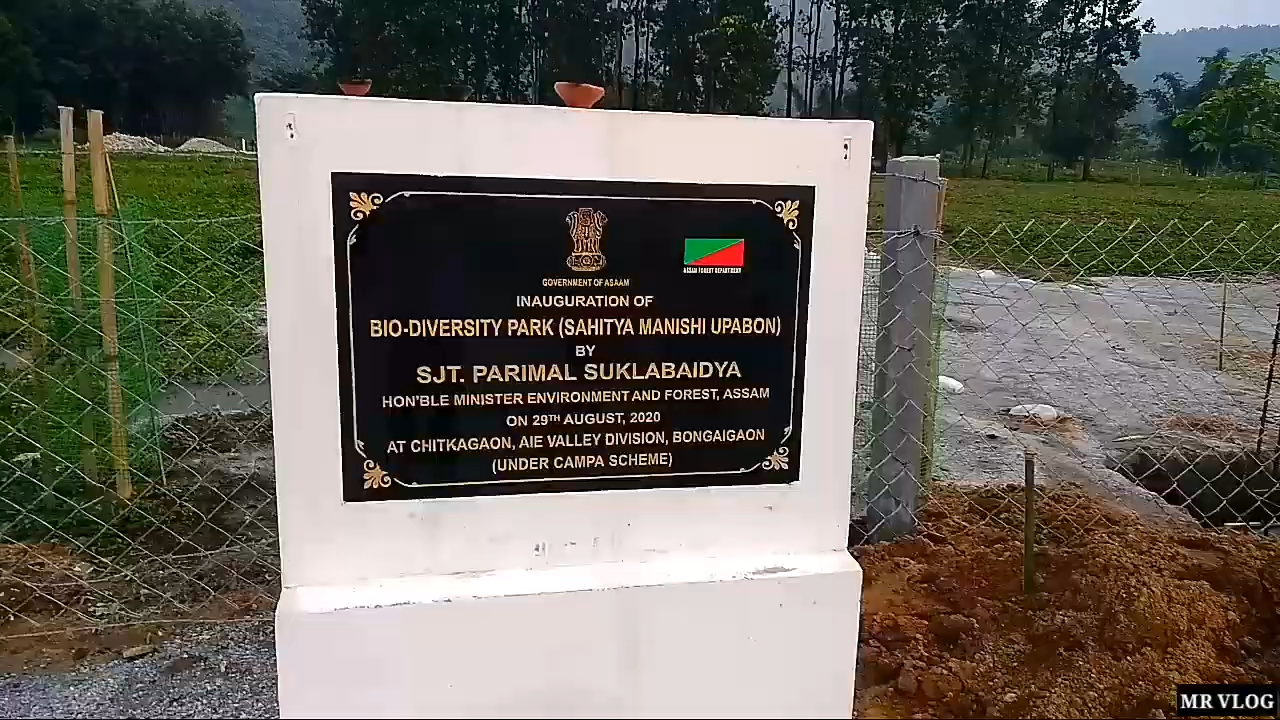 GOVERNMENT OF ASAAM
ASSAM FOREST DEPARTMENT
INAUGURATION OF
BIO-DIVERSITY PARK (SAHITYA MANISHI UPABON)
BY
SJT. PARIMAL SUKLABAIDYA
HON'BLE MINISTER ENVIRONMENT AND FOREST, ASSAM
ON 29TH AUGUST, 2020
AT CHITKAGAON, AIE VALLEY DIVISION, BONGAIGAON
(UNDER CAMPA SCHEME)
MR VLOG